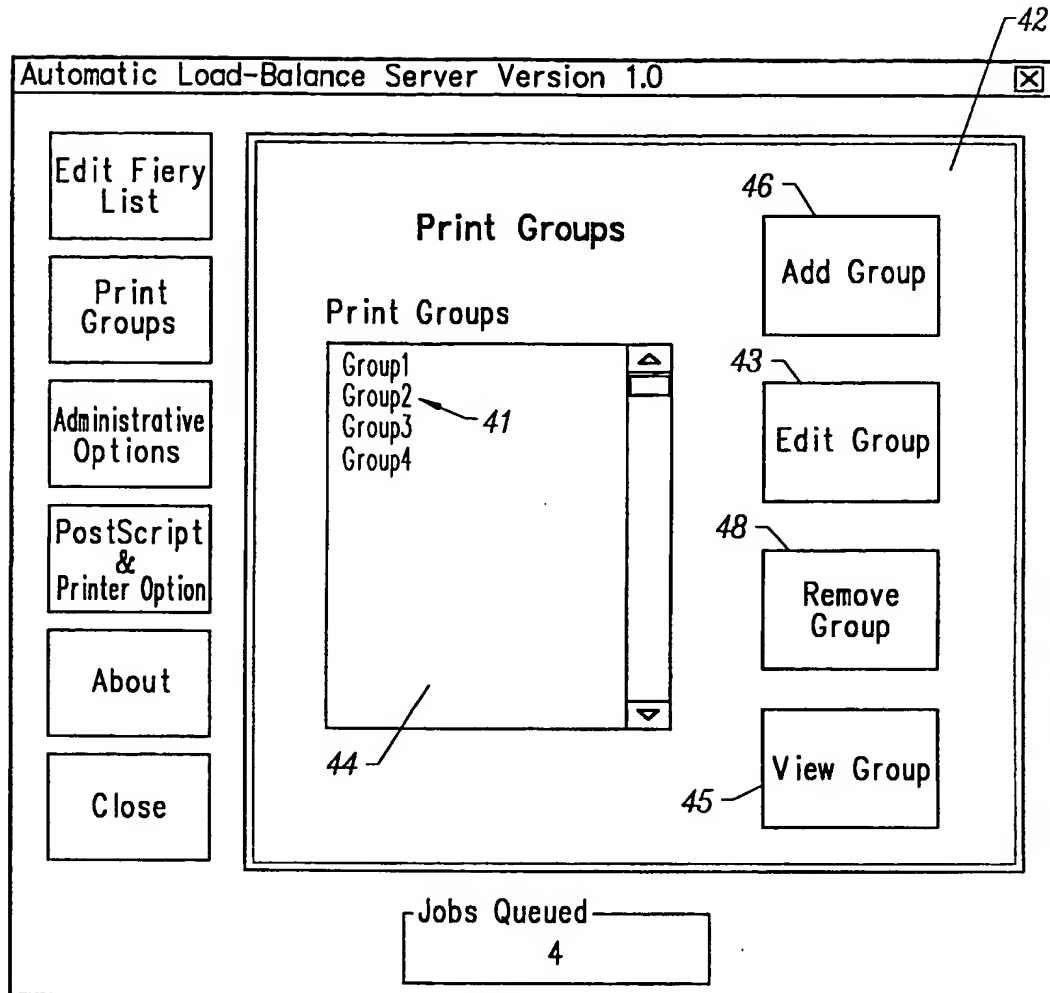 42
Automatic Load-Balance Server Version 1.0
Edit Fiery
List
Print
Groups
Administrative
Options
PostScript
&
Printer Option
About
Close
Print Groups
Print Groups
Group1
Group2
Group3
Group4
41
44
46
Add Group
43
Edit Group
48
Remove
Group
45
View Group
Jobs Queued
4